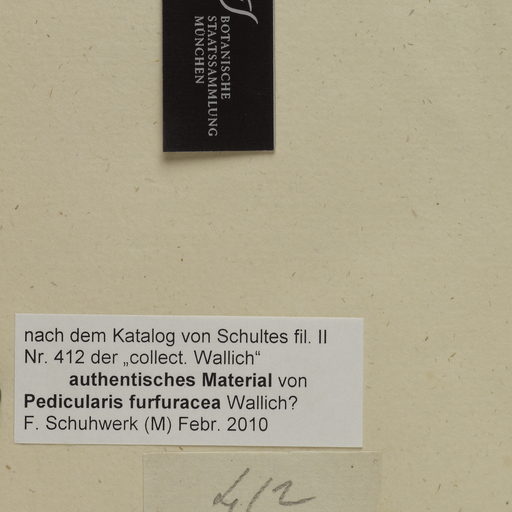 BOTANISCHE
STAATSSAMMLUNG
MÜNCHEN
nach dem Katalog von Schultes fil. II
Nr. 412 der „collect. Wallich“
authentisches Material von
Pedicularis furfuracea Wallich?
F. Schuhwerk (M) Febr. 2010
412